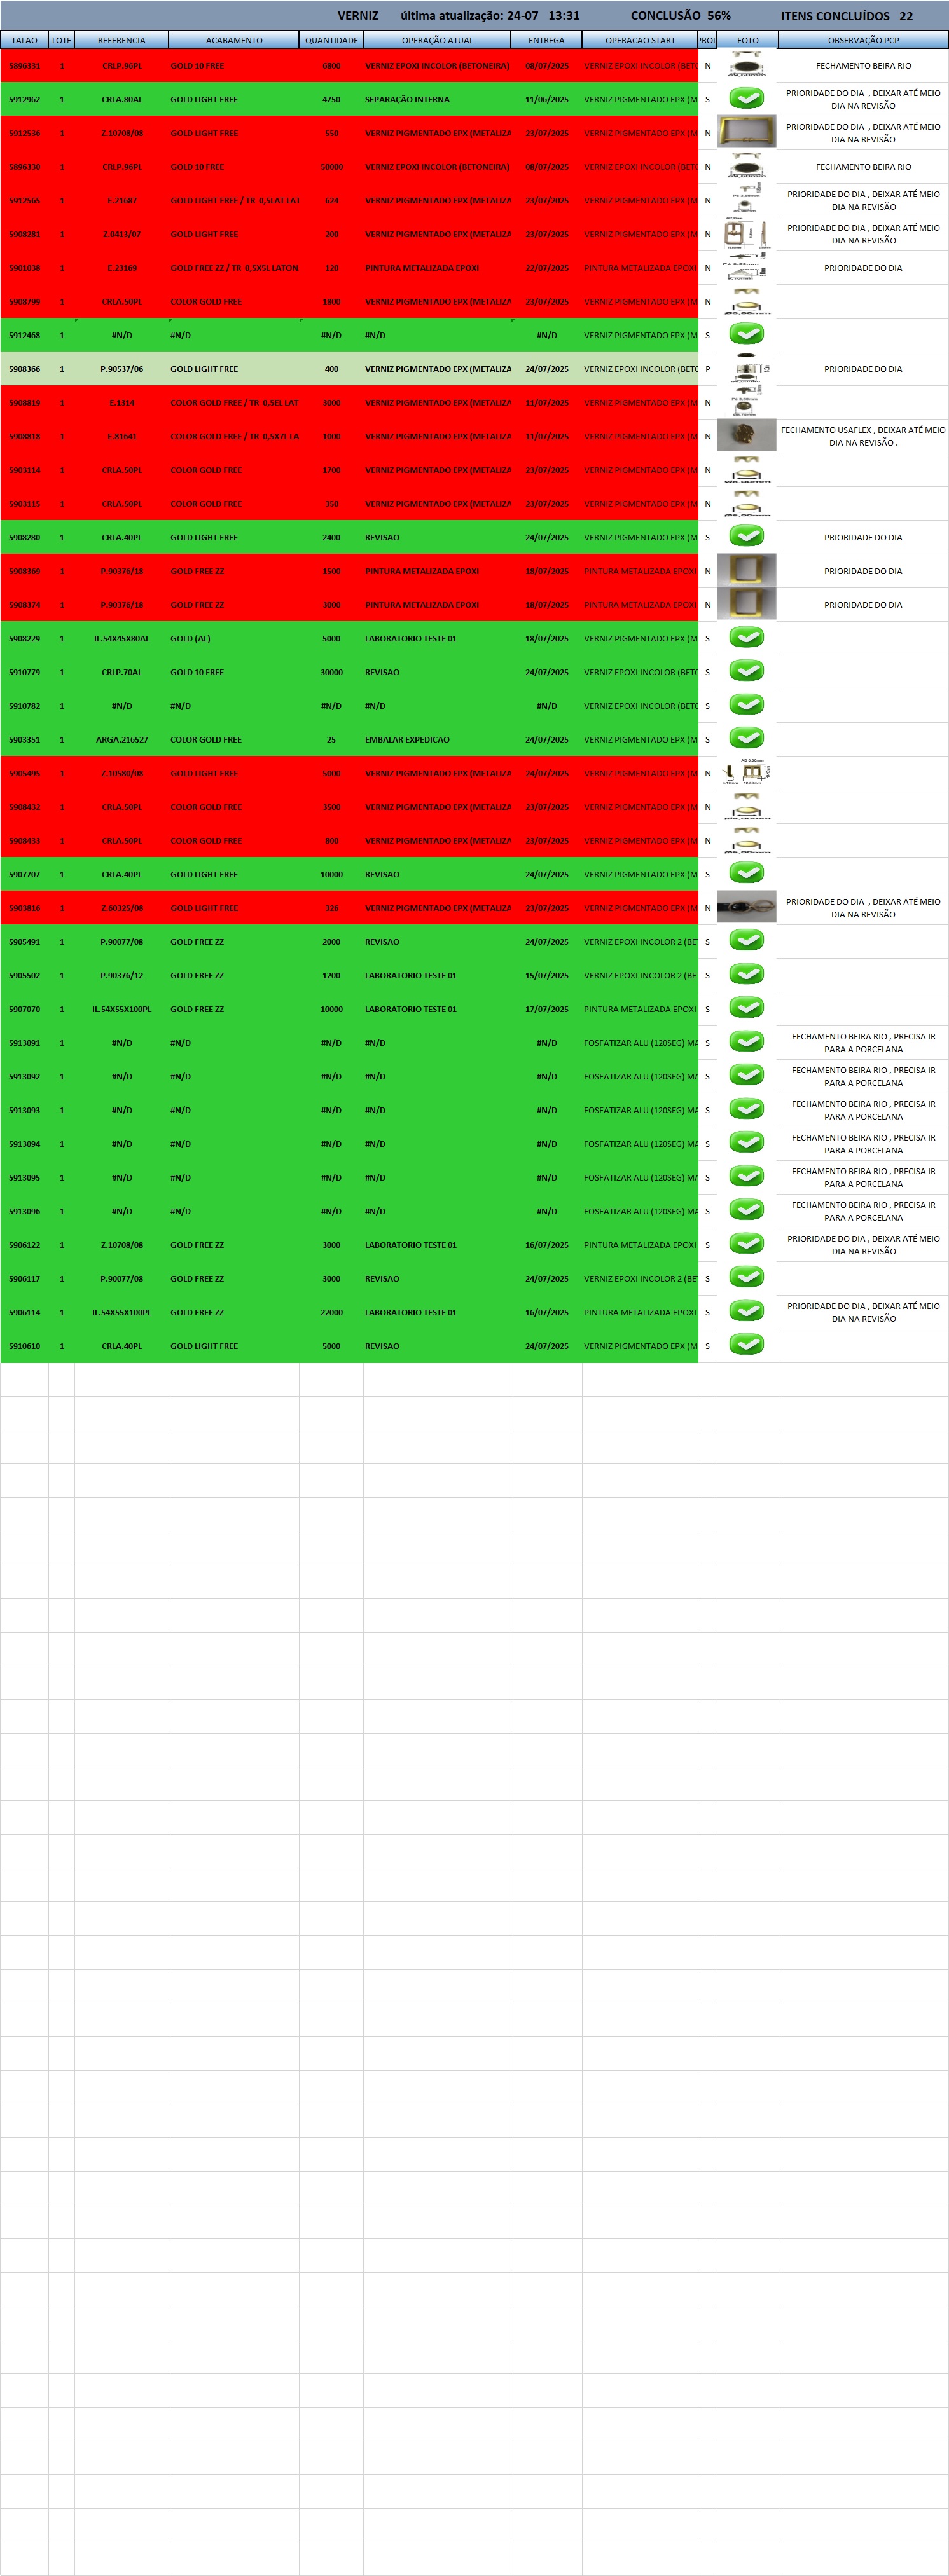 VERNIZ última atualização: 24-07 13:31 CONCLUSÃO 56% ITENS CONCLUÍDOS 22
TALAO LOTE REFERENCIA ACABAMENTO QUANTIDADE OPERAÇÃO ATUAL ENTREGA OPERACAO START PROD FOTO OBSERVAÇÃO PCP
5896331 1 CRLP.96PL GOLD 10 FREE 6800 VERNIZ EPOXI INCOLOR (BETONEIRA) 08/07/2025 VERNIZ EPOXI INCOLOR (BETO N FECHAMENTO BEIRA RIO
5912962 1 CRLA.80AL GOLD LIGHT FREE 4750 SEPARAÇÃO INTERNA 11/06/2025 VERNIZ PIGMENTADO EPX (M S PRIORIDADE DO DIA , DEIXAR ATÉ MEIO
DIA NA REVISÃO
5912536 1 Z.10708/08 GOLD LIGHT FREE 550 VERNIZ PIGMENTADO EPX (METALIZA 23/07/2025 VERNIZ PIGMENTADO EPX (M N PRIORIDADE DO DIA , DEIXAR ATÉ MEIO
DIA NA REVISÃO
5896330 1 CRLP.96PL GOLD 10 FREE 50000 VERNIZ EPOXI INCOLOR (BETONEIRA) 08/07/2025 VERNIZ EPOXI INCOLOR (BETO N FECHAMENTO BEIRA RIO
5912565 1 E.21687 GOLD LIGHT FREE / TR 0,5LAT LAT 624 VERNIZ PIGMENTADO EPX (METALIZA 23/07/2025 VERNIZ PIGMENTADO EPX (M N PRIORIDADE DO DIA , DEIXAR ATÉ MEIO
DIA NA REVISÃO
5908281 1 Z.0413/07 GOLD LIGHT FREE 200 VERNIZ PIGMENTADO EPX (METALIZA 23/07/2025 VERNIZ PIGMENTADO EPX (M N PRIORIDADE DO DIA , DEIXAR ATÉ MEIO
DIA NA REVISÃO
5901038 1 E.23169 GOLD FREE ZZ / TR 0,5X5L LATON 120 PINTURA METALIZADA EPOXI 22/07/2025 PINTURA METALIZADA EPOXI N PRIORIDADE DO DIA
5908799 1 CRLA.50PL COLOR GOLD FREE 1800 VERNIZ PIGMENTADO EPX (METALIZA 23/07/2025 VERNIZ PIGMENTADO EPX (M N
5912468 1 #N/D #N/D #N/D #N/D #N/D VERNIZ PIGMENTADO EPX (M S
5908366 1 P.90537/06 GOLD LIGHT FREE 400 VERNIZ PIGMENTADO EPX (METALIZA 24/07/2025 VERNIZ EPOXI INCOLOR (BETO P PRIORIDADE DO DIA
5908819 1 E.1314 COLOR GOLD FREE / TR 0,5EL LAT 3000 VERNIZ PIGMENTADO EPX (METALIZA 11/07/2025 VERNIZ PIGMENTADO EPX (M N
5908818 1 E.81641 COLOR GOLD FREE / TR 0,5X7L LA 1000 VERNIZ PIGMENTADO EPX (METALIZA 11/07/2025 VERNIZ PIGMENTADO EPX (M N FECHAMENTO USAFLEX , DEIXAR ATÉ MEIO
DIA NA REVISÃO .
5903114 1 CRLA.50PL COLOR GOLD FREE 1700 VERNIZ PIGMENTADO EPX (METALIZA 23/07/2025 VERNIZ PIGMENTADO EPX (M N
5903115 1 CRLA.50PL COLOR GOLD FREE 350 VERNIZ PIGMENTADO EPX (METALIZA 23/07/2025 VERNIZ PIGMENTADO EPX (M N
5908280 1 CRLA.40PL GOLD LIGHT FREE 2400 REVISAO 24/07/2025 VERNIZ PIGMENTADO EPX (M S PRIORIDADE DO DIA
5908369 1 P.90376/18 GOLD FREE ZZ 1500 PINTURA METALIZADA EPOXI 18/07/2025 PINTURA METALIZADA EPOXI N PRIORIDADE DO DIA
5908374 1 P.90376/18 GOLD FREE ZZ 3000 PINTURA METALIZADA EPOXI 18/07/2025 PINTURA METALIZADA EPOXI N PRIORIDADE DO DIA
5908229 1 IL.54X45X80AL GOLD (AL) 5000 LABORATORIO TESTE 01 18/07/2025 VERNIZ PIGMENTADO EPX (M S
5910779 1 CRLP.70AL GOLD 10 FREE 30000 REVISAO 24/07/2025 VERNIZ EPOXI INCOLOR (BETO S
5910782 1 #N/D #N/D #N/D #N/D #N/D VERNIZ EPOXI INCOLOR (BETO S
5903351 1 ARGA.216527 COLOR GOLD FREE 25 EMBALAR EXPEDICAO 24/07/2025 VERNIZ PIGMENTADO EPX (M S
5905495 1 Z.10580/08 GOLD LIGHT FREE 5000 VERNIZ PIGMENTADO EPX (METALIZA 24/07/2025 VERNIZ PIGMENTADO EPX (M N
5908432 1 CRLA.50PL COLOR GOLD FREE 3500 VERNIZ PIGMENTADO EPX (METALIZA 23/07/2025 VERNIZ PIGMENTADO EPX (M N
5908433 1 CRLA.50PL COLOR GOLD FREE 800 VERNIZ PIGMENTADO EPX (METALIZA 23/07/2025 VERNIZ PIGMENTADO EPX (M N
5907707 1 CRLA.40PL GOLD LIGHT FREE 10000 REVISAO 24/07/2025 VERNIZ PIGMENTADO EPX (M S
5903816 1 Z.60325/08 GOLD LIGHT FREE 326 VERNIZ PIGMENTADO EPX (METALIZA 23/07/2025 VERNIZ PIGMENTADO EPX (M N PRIORIDADE DO DIA , DEIXAR ATÉ MEIO
DIA NA REVISÃO
5905491 1 P.90077/08 GOLD FREE ZZ 2000 REVISAO 24/07/2025 VERNIZ EPOXI INCOLOR 2 (BE S
5905502 1 P.90376/12 GOLD FREE ZZ 1200 LABORATORIO TESTE 01 15/07/2025 VERNIZ EPOXI INCOLOR 2 (BE S
5907070 1 IL.54X55X100PL GOLD FREE ZZ 10000 LABORATORIO TESTE 01 17/07/2025 PINTURA METALIZADA EPOXI S
5913091 1 #N/D #N/D #N/D #N/D #N/D FOSFATIZAR ALU (120SEG) MA S FECHAMENTO BEIRA RIO , PRECISA IR
PARA A PORCELANA
5913092 1 #N/D #N/D #N/D #N/D #N/D FOSFATIZAR ALU (120SEG) MA S FECHAMENTO BEIRA RIO , PRECISA IR
PARA A PORCELANA
5913093 1 #N/D #N/D #N/D #N/D #N/D FOSFATIZAR ALU (120SEG) MA S FECHAMENTO BEIRA RIO , PRECISA IR
PARA A PORCELANA
5913094 1 #N/D #N/D #N/D #N/D #N/D FOSFATIZAR ALU (120SEG) MA S FECHAMENTO BEIRA RIO , PRECISA IR
PARA A PORCELANA
5913095 1 #N/D #N/D #N/D #N/D #N/D FOSFATIZAR ALU (120SEG) MA S FECHAMENTO BEIRA RIO , PRECISA IR
PARA A PORCELANA
5913096 1 #N/D #N/D #N/D #N/D #N/D FOSFATIZAR ALU (120SEG) MA S FECHAMENTO BEIRA RIO , PRECISA IR
PARA A PORCELANA
5906122 1 Z.10708/08 GOLD FREE ZZ 3000 LABORATORIO TESTE 01 16/07/2025 PINTURA METALIZADA EPOXI S PRIORIDADE DO DIA , DEIXAR ATÉ MEIO
DIA NA REVISÃO
5906117 1 P.90077/08 GOLD FREE ZZ 3000 REVISAO 24/07/2025 VERNIZ EPOXI INCOLOR 2 (BE S
5906114 1 IL.54X55X100PL GOLD FREE ZZ 22000 LABORATORIO TESTE 01 16/07/2025 PINTURA METALIZADA EPOXI S PRIORIDADE DO DIA , DEIXAR ATÉ MEIO
DIA NA REVISÃO
5910610 1 CRLA.40PL GOLD LIGHT FREE 5000 REVISAO 24/07/2025 VERNIZ PIGMENTADO EPX (M S